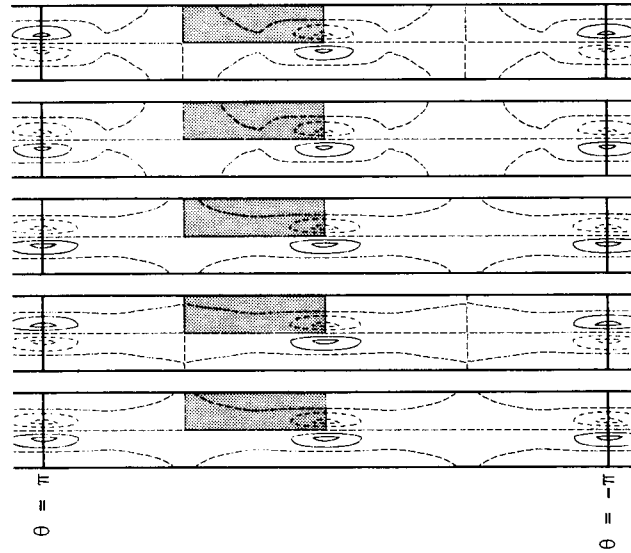 θ = π
θ = -π